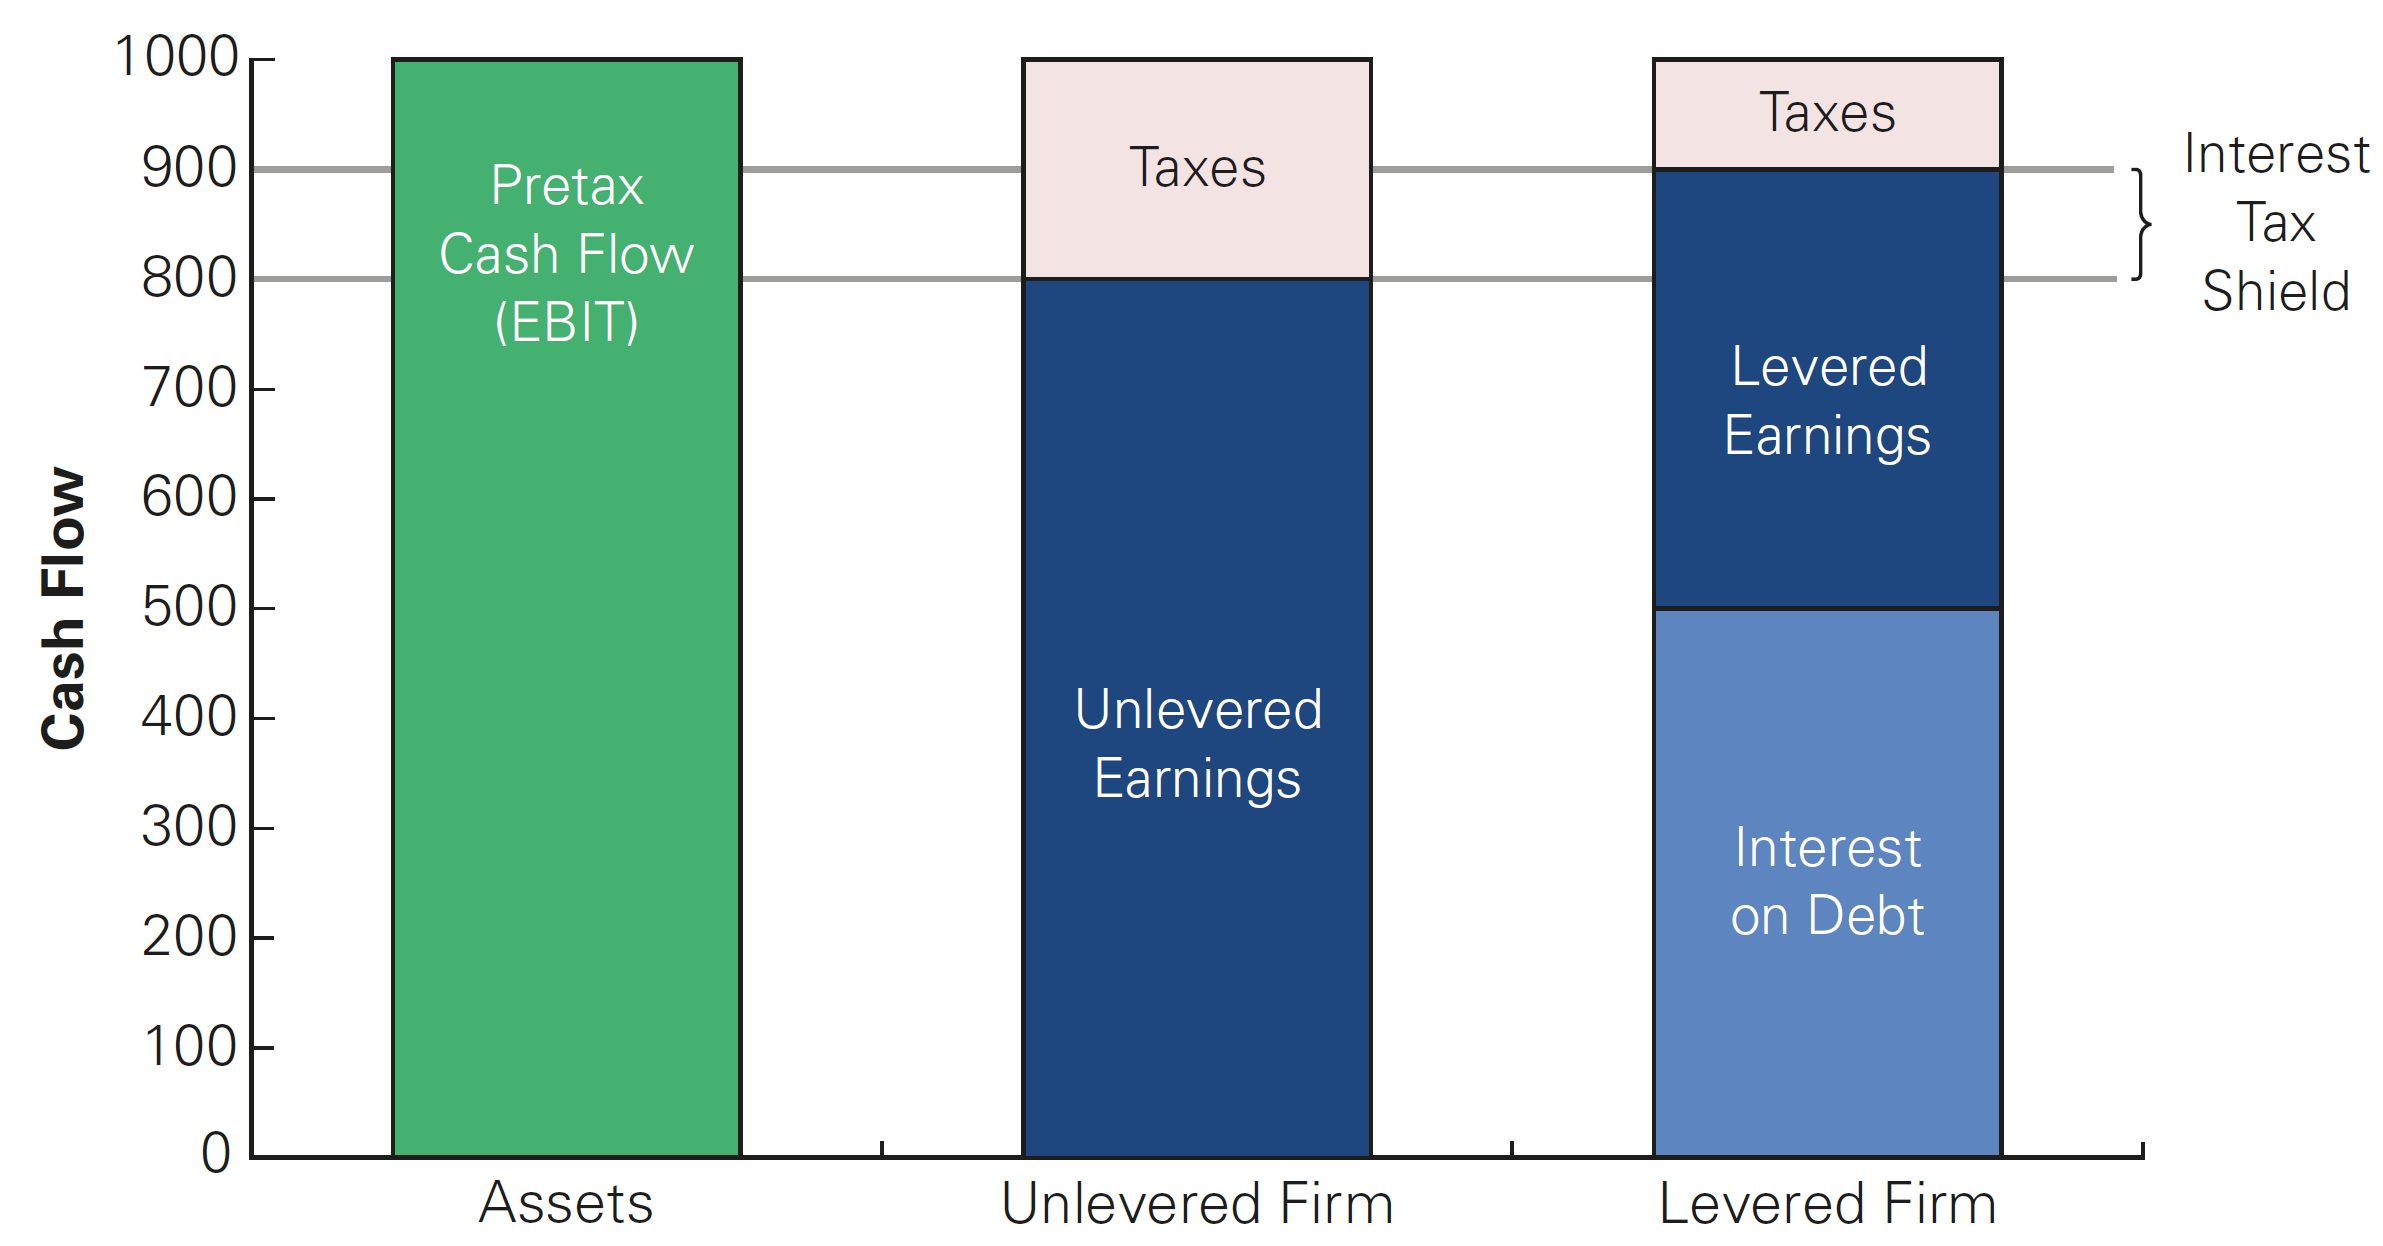 Cash Flow
1000
900
800
700
600
500
400
300
200
100
0
Pretax
Cash Flow
(EBIT)
Taxes
Unlevered
Earnings
Taxes
Levered
Earnings
Interest
on Debt
Interest
Tax
Shield
Assets
Unlevered Firm
Levered Firm